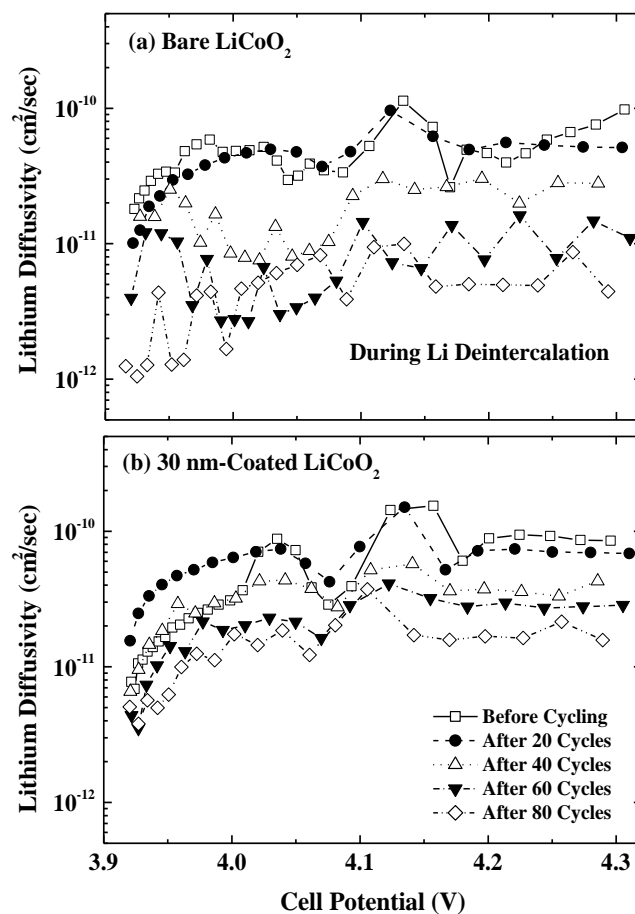 (a) Bare LiCoO2
Lithium Diffusivity (cm2/sec)
10-10
10-11
10-12
During Li Deintercalation
(b) 30 nm-Coated LiCoO2
Lithium Diffusivity (cm2/sec)
10-10
10-11
10-12
Before Cycling
After 20 Cycles
After 40 Cycles
After 60 Cycles
After 80 Cycles
3.9 4.0 4.1 4.2 4.3
Cell Potential (V)